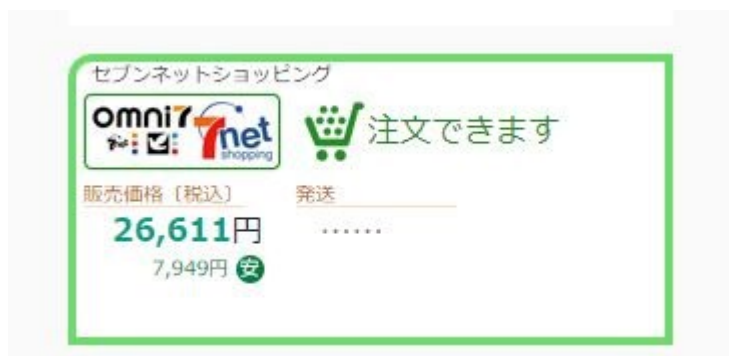 セブンネットショッピング
omni7
7net
shopping
注文できます
販売価格〔税込〕
発送
26,611円
......
7,949円 安